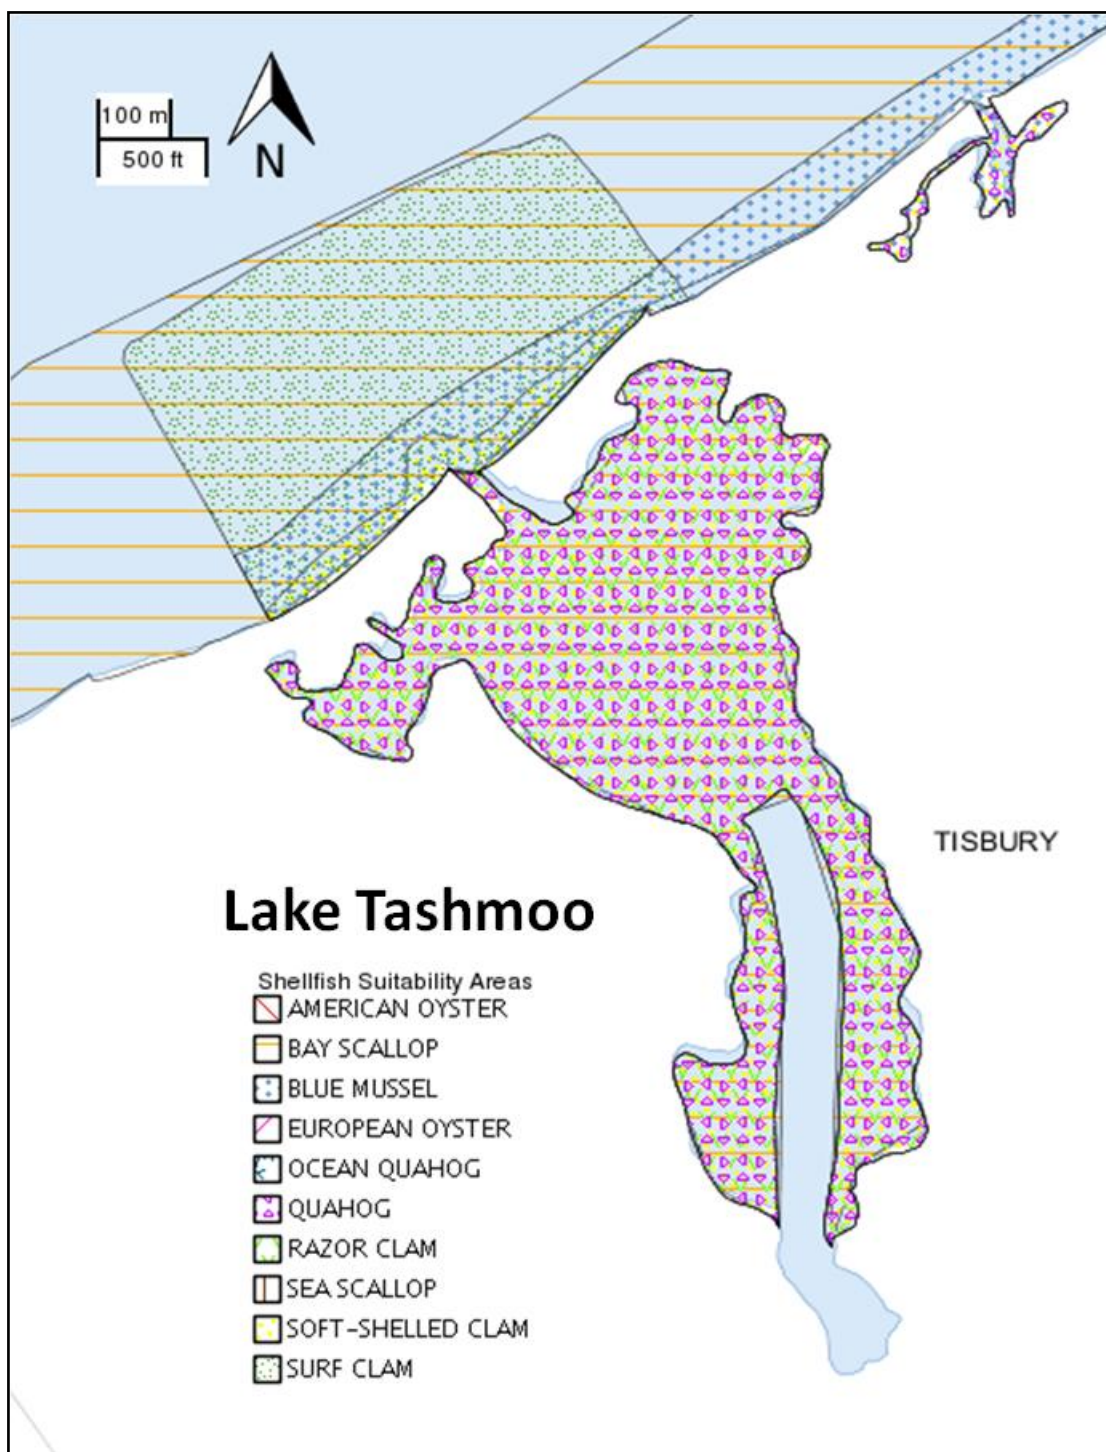 100 m
500 ft
N
TISBURY
Lake Tashmoo
Shellfish Suitability Areas
AMERICAN OYSTER
BAY SCALLOP
BLUE MUSSEL
EUROPEAN OYSTER
OCEAN QUAHOG
QUAHOG
RAZOR CLAM
SEA SCALLOP
SOFT-SHELLED CLAM
SURF CLAM